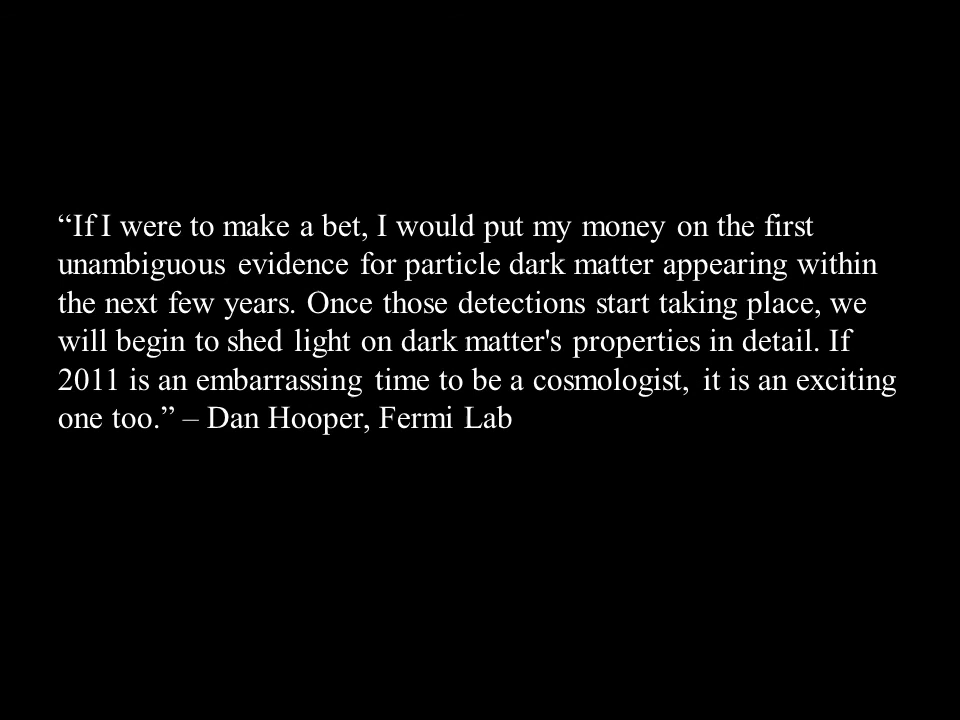 “If I were to make a bet, I would put my money on the first
unambiguous evidence for particle dark matter appearing within
the next few years. Once those detections start taking place, we
will begin to shed light on dark matter's properties in detail. If
2011 is an embarrassing time to be a cosmologist, it is an exciting
one too.” – Dan Hooper, Fermi Lab